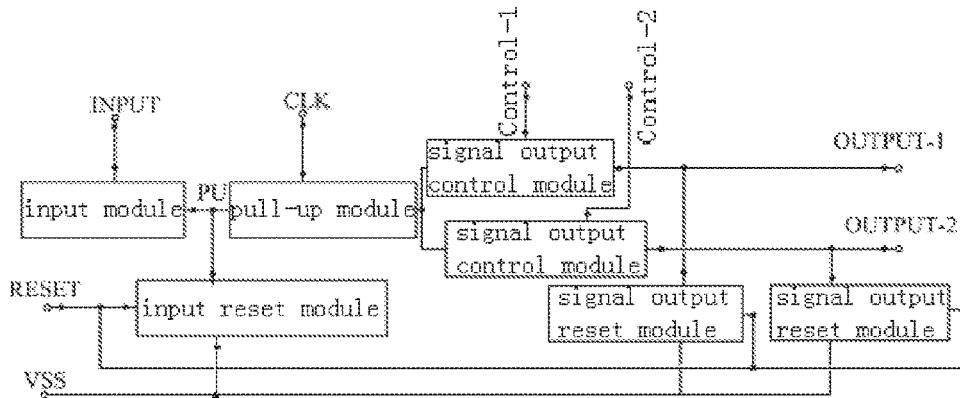 Control-1
Control-2
INPUT
CLK
signal output
control module
OUTPUT-1
input module
PU
pull-up module
signal output
control module
OUTPUT-2
RESET
input reset module
signal output
reset module
signal output
reset module
VSS